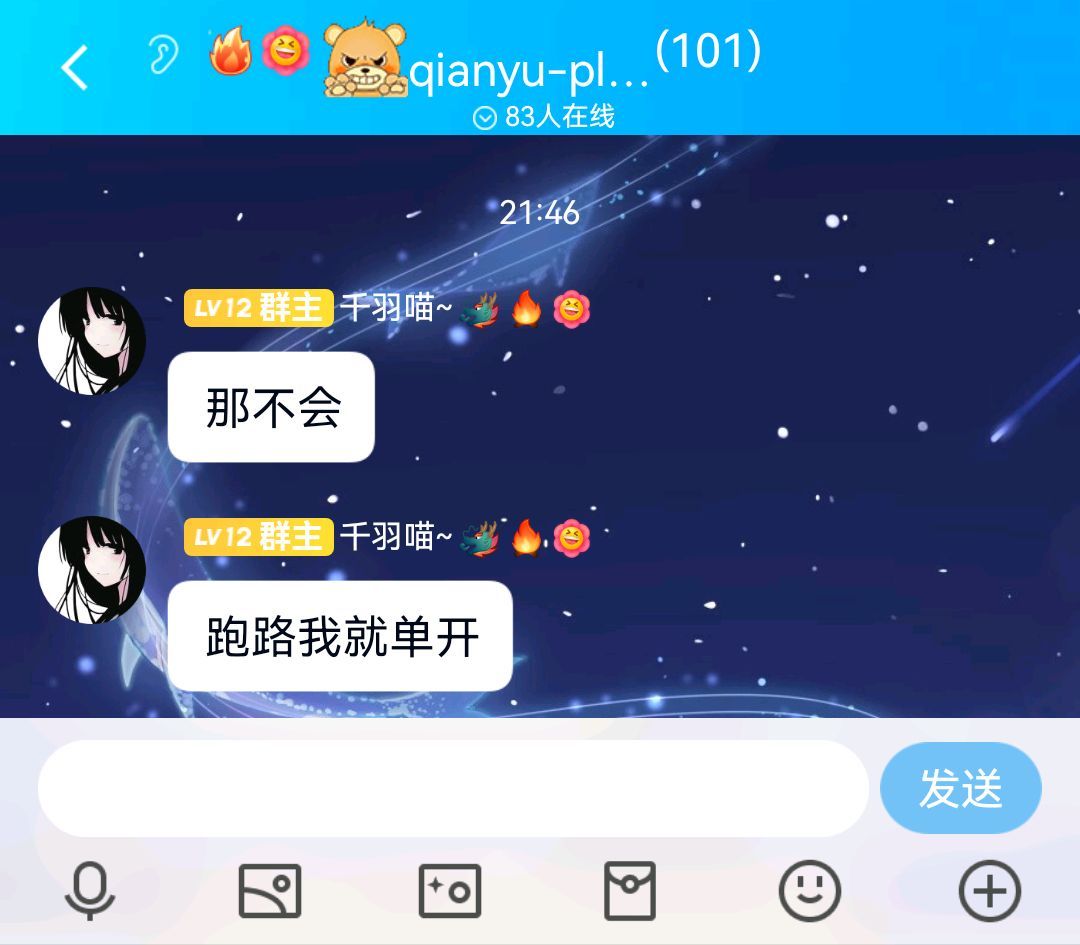 qianyu-pl...(101)
83人在线
21:46
LV12 群主 千羽喵~
那不会
LV12 群主 千羽喵~
跑路我就单开
发送